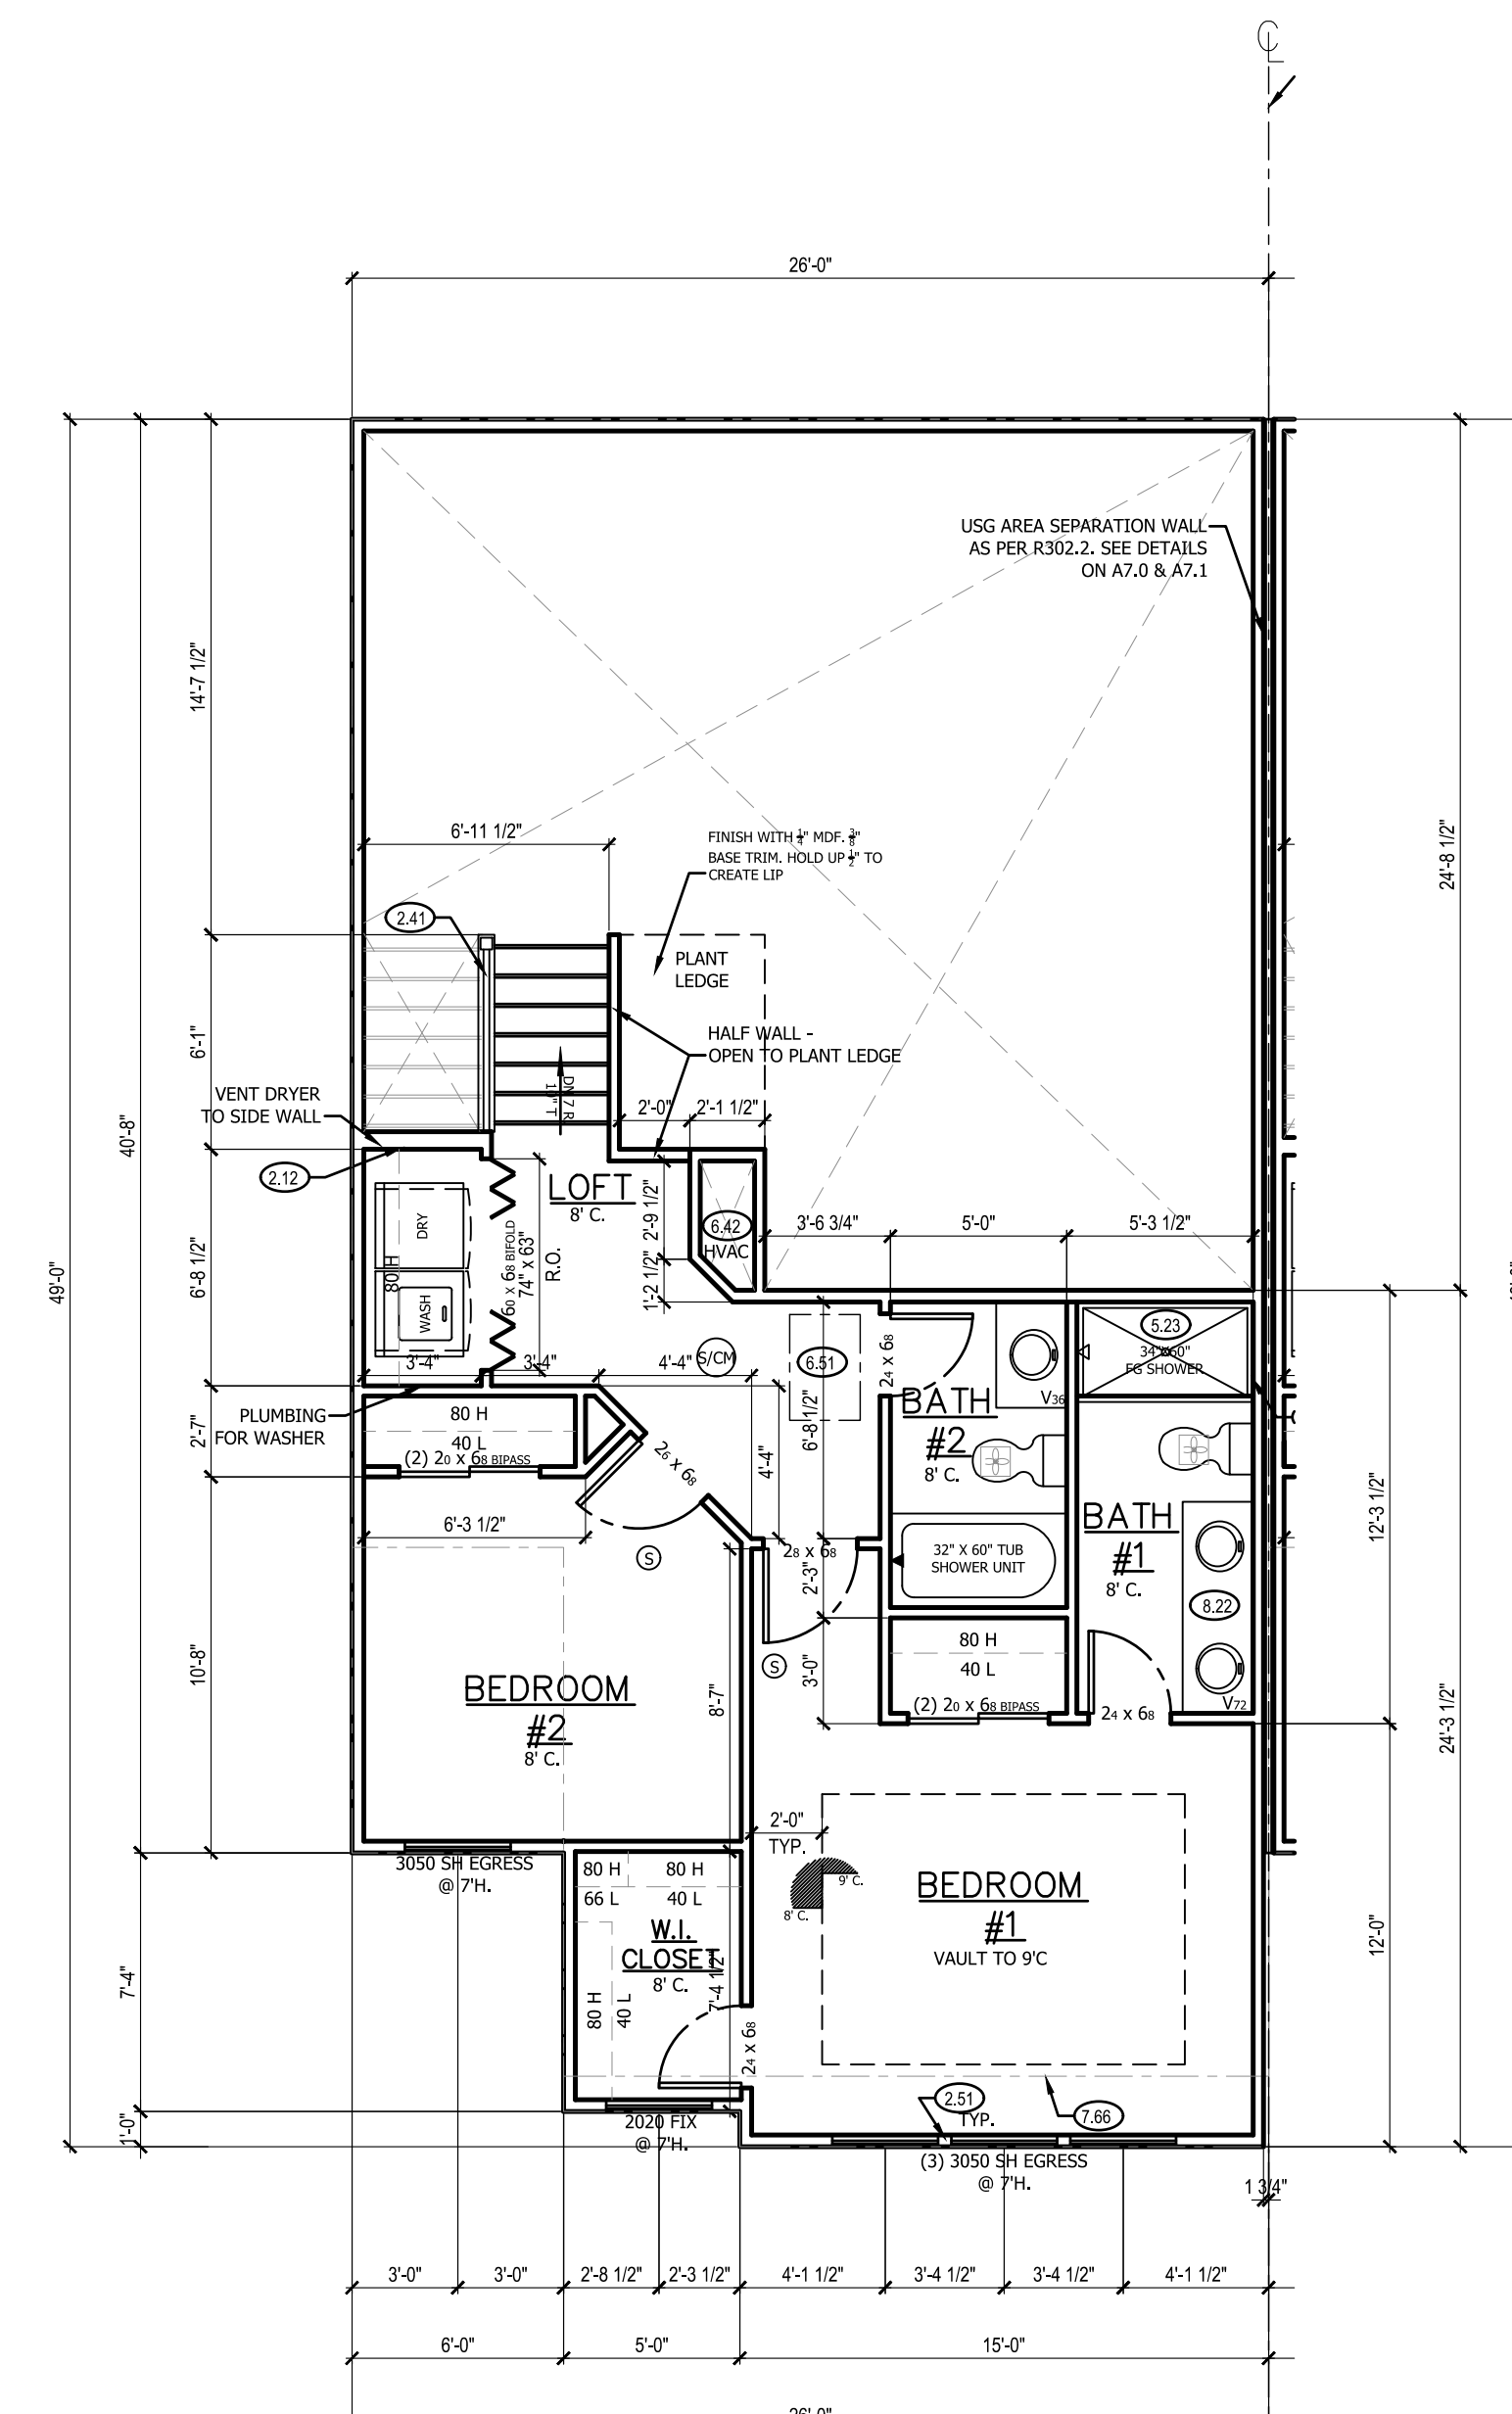 ℄
26'-0"
USG AREA SEPARATION WALL
AS PER R302.2. SEE DETAILS
ON A7.0 & A7.1
14'-7 1/2"
24'-8 1/2"
6'-11 1/2"
FINISH WITH 1/4" MDF. 3/8"
BASE TRIM. HOLD UP 1/2" TO
CREATE LIP
2.41
PLANT
LEDGE
6'-1"
HALF WALL -
OPEN TO PLANT LEDGE
DN 7 R.
10" T
VENT DRYER
TO SIDE WALL
2'-0"
2'-1 1/2"
40'-8"
49'-0"
2.12
LOFT
8' C.
2'-9 1/2"
1'-2 1/2"
6.42
HVAC
3'-6 3/4"
5'-0"
5'-3 1/2"
6'-8 1/2"
DRY
WASH
80 H
60 x 68 BIFOLD
74" x 63"
R.O.
3'-4"
3'-4"
4'-4"
S/CM
6.51
24 x 68
5.23
34"x60"
FG SHOWER
V36
BATH
#2
8' C.
PLUMBING
FOR WASHER
2'-7"
80 H
40 L
(2) 20 x 68 BIPASS
26 x 68
4'-4"
6'-8 1/2"
12'-3 1/2"
6'-3 1/2"
S
28 x 68
2'-3"
32" X 60" TUB
SHOWER UNIT
BATH
#1
8' C.
8.22
V72
10'-8"
BEDROOM
#2
8' C.
8'-7"
S
3'-0"
80 H
40 L
(2) 20 x 68 BIPASS
24 x 68
24'-3 1/2"
2'-0"
TYP.
9' C.
8' C.
3050 SH EGRESS
@ 7'H.
80 H
66 L
80 H
40 L
W.I.
CLOSET
8' C.
7'-4 1/2"
80 H
40 L
24 x 68
BEDROOM
#1
VAULT TO 9'C
12'-0"
7'-4"
1'-0"
2020 FIX
@ 7'H.
2.51
TYP.
7.66
(3) 3050 SH EGRESS
@ 7'H.
1 3/4"
3'-0"
3'-0"
2'-8 1/2"
2'-3 1/2"
4'-1 1/2"
3'-4 1/2"
3'-4 1/2"
4'-1 1/2"
6'-0"
5'-0"
15'-0"